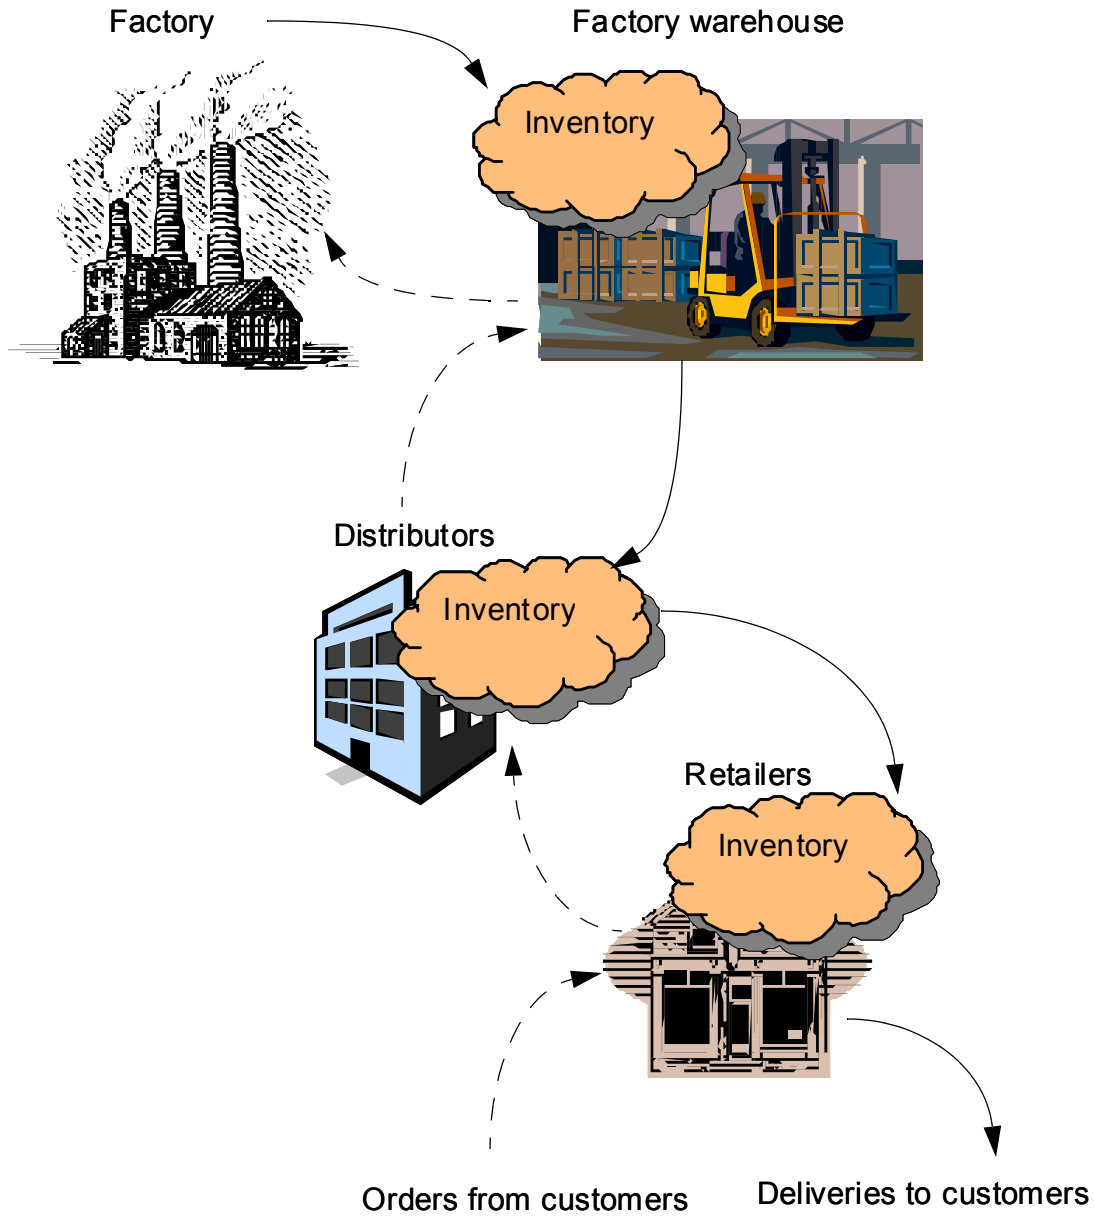 Factory
Factory warehouse
Inventory
Distributors
Inventory
Retailers
Inventory
Orders from customers
Deliveries to customers